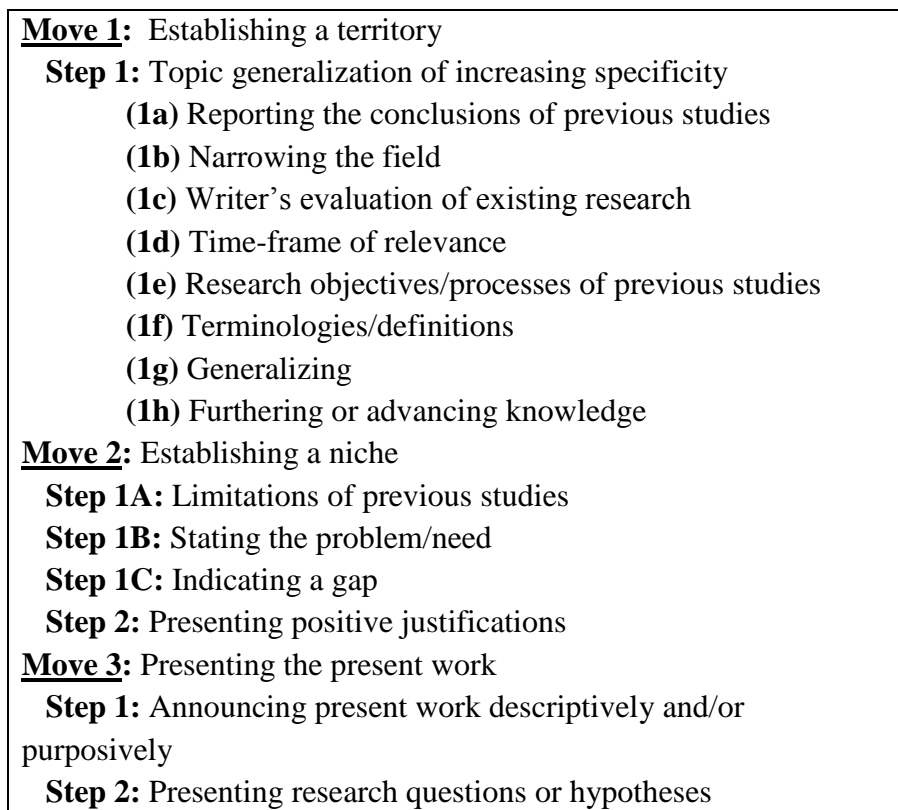 Move 1: Establishing a territory
Step 1: Topic generalization of increasing specificity
(1a) Reporting the conclusions of previous studies
(1b) Narrowing the field
(1c) Writer’s evaluation of existing research
(1d) Time-frame of relevance
(1e) Research objectives/processes of previous studies
(1f) Terminologies/definitions
(1g) Generalizing
(1h) Furthering or advancing knowledge
Move 2: Establishing a niche
Step 1A: Limitations of previous studies
Step 1B: Stating the problem/need
Step 1C: Indicating a gap
Step 2: Presenting positive justifications
Move 3: Presenting the present work
Step 1: Announcing present work descriptively and/or
purposively
Step 2: Presenting research questions or hypotheses